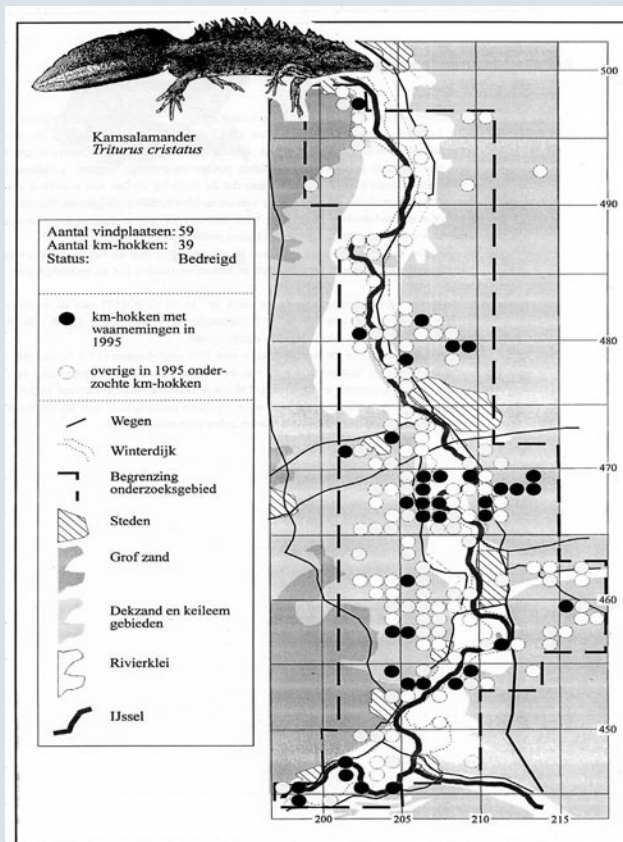 Kamsalamander
Triturus cristatus
Aantal vindplaatsen: 59
Aantal km-hokken: 39
Status: Bedreigd
km-hokken met
waarnemingen in
1995
overige in 1995 onder-
zochte km-hokken
Wegen
Winterdijk
Begrenzing
onderzoeksgebied
Steden
Grof zand
Dekzand en keileem
gebieden
Rivierklei
IJssel
500
490
480
470
460
450
200 205 210 215